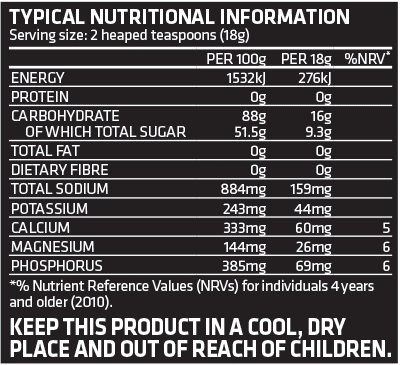 TYPICAL NUTRITIONAL INFORMATION
Serving size: 2 heaped teaspoons (18g)
PER 100g PER 18g %NRV*
ENERGY 1532kJ 276kJ
PROTEIN 0g 0g
CARBOHYDRATE 88g 16g
OF WHICH TOTAL SUGAR 51.5g 9.3g
TOTAL FAT 0g 0g
DIETARY FIBRE 0g 0g
TOTAL SODIUM 884mg 159mg
POTASSIUM 243mg 44mg
CALCIUM 333mg 60mg 5
MAGNESIUM 144mg 26mg 6
PHOSPHORUS 385mg 69mg 6
*% Nutrient Reference Values (NRVs) for individuals 4 years
and older (2010).
KEEP THIS PRODUCT IN A COOL, DRY
PLACE AND OUT OF REACH OF CHILDREN.